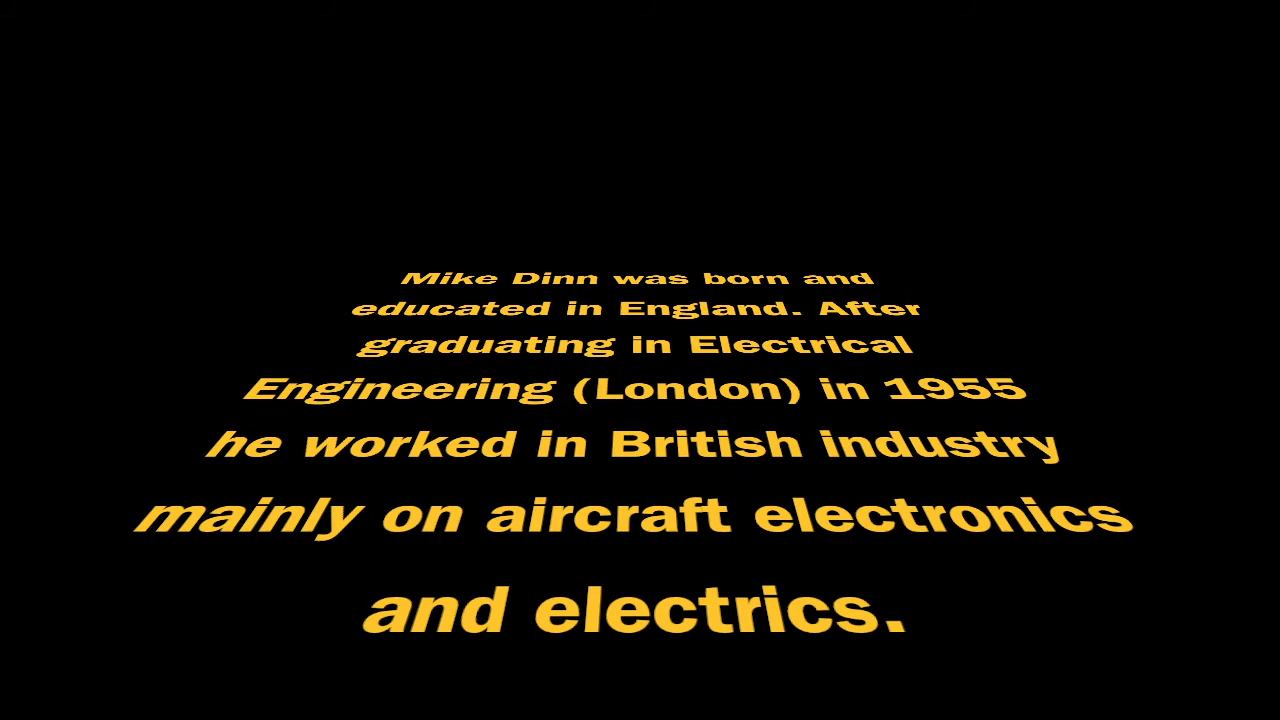 Mike Dinn was born and
educated in England. After
graduating in Electrical
Engineering (London) in 1955
he worked in British industry
mainly on aircraft electronics
and electrics.